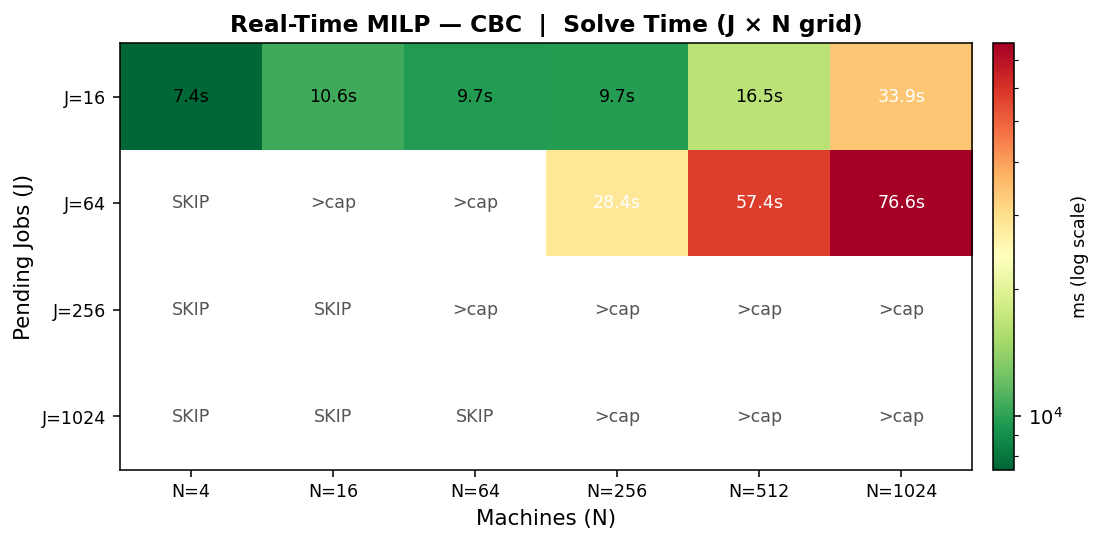 Real-Time MILP — CBC | Solve Time (J × N grid)
Pending Jobs (J)
J=16 7.4s 10.6s 9.7s 9.7s 16.5s 33.9s
J=64 SKIP >cap >cap 28.4s 57.4s 76.6s
J=256 SKIP SKIP >cap >cap >cap >cap
J=1024 SKIP SKIP SKIP >cap >cap >cap
N=4 N=16 N=64 N=256 N=512 N=1024
Machines (N)
10⁴
ms (log scale)